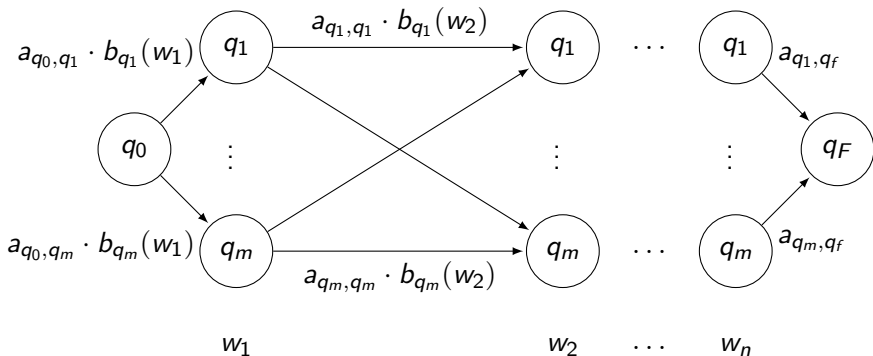 a_{q_0,q_1} · b_{q_1}(w_1) q_1 a_{q_1,q_1} · b_{q_1}(w_2) q_1 ... q_1 a_{q_1,q_f}
q_0 ⋮ ⋮ ⋮ q_F
a_{q_0,q_m} · b_{q_m}(w_1) q_m a_{q_m,q_m} · b_{q_m}(w_2) q_m ... q_m a_{q_m,q_f}
w_1 w_2 ... w_n